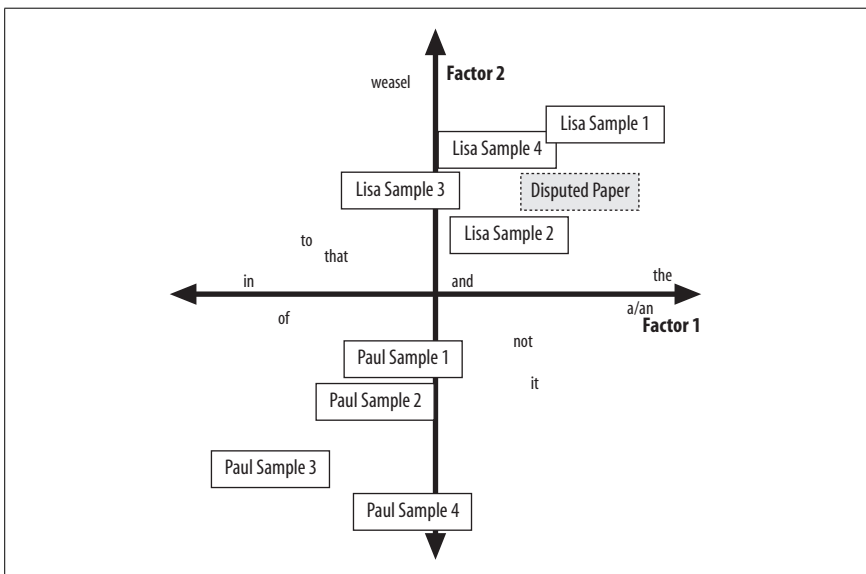 Factor 2
weasel
Lisa Sample 1
Lisa Sample 4
Lisa Sample 3
Disputed Paper
Lisa Sample 2
to
that
in
and
the
of
a/an
Factor 1
not
Paul Sample 1
it
Paul Sample 2
Paul Sample 3
Paul Sample 4